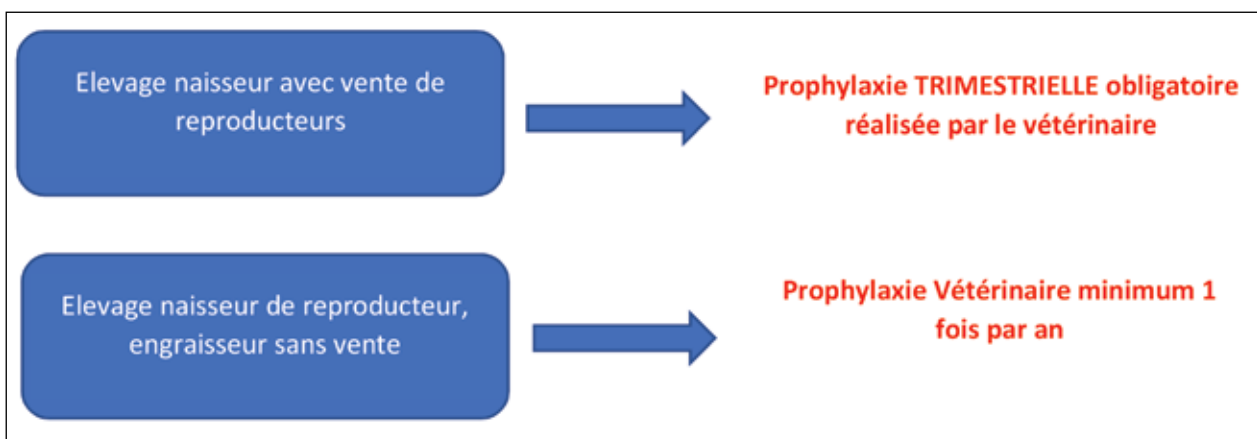 Elevage naisseur avec vente de
reproducteurs
Prophylaxie TRIMESTRIELLE obligatoire
réalisée par le vétérinaire
Elevage naisseur de reproducteur,
engraisseur sans vente
Prophylaxie Vétérinaire minimum 1
fois par an